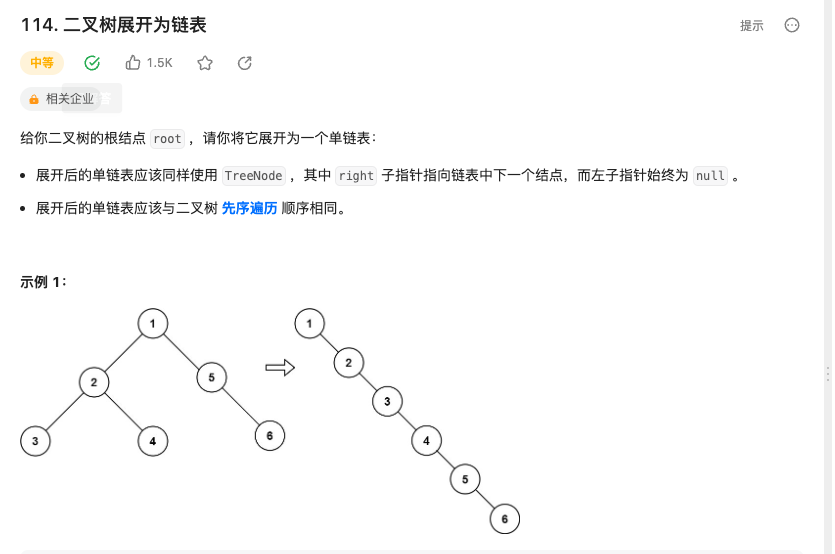 114. 二叉树展开为链表
提示
中等
1.5K
相关企业
给你二叉树的根结点 root ，请你将它展开为一个单链表：
展开后的单链表应该同样使用 TreeNode ，其中 right 子指针指向链表中下一个结点，而左子指针始终为 null 。
展开后的单链表应该与二叉树 先序遍历 顺序相同。
示例 1：
1 1
2
2 5
3
3 4 6
4
5
6